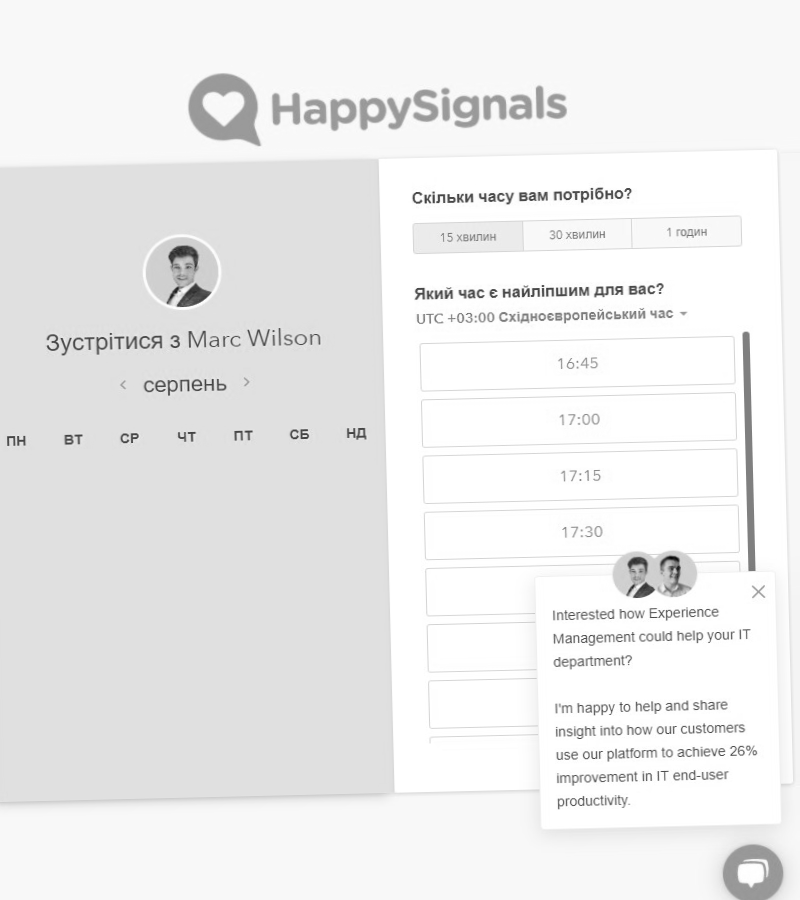 HappySignals
Зустрітися з Marc Wilson
серпень
ПН ВТ СР ЧТ ПТ СБ НД
Скільки часу вам потрібно?
15 хвилин 30 хвилин 1 годин
Який час є найліпшим для вас?
UTC +03:00 Східноєвропейський час
16:45
17:00
17:15
17:30
Interested how Experience
Management could help your IT
department?
I'm happy to help and share
insight into how our customers
use our platform to achieve 26%
improvement in IT end-user
productivity.